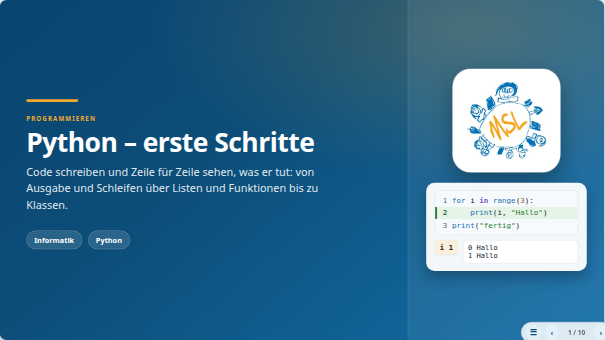 PROGRAMMIEREN
Python – erste Schritte
Code schreiben und Zeile für Zeile sehen, was er tut: von
Ausgabe und Schleifen über Listen und Funktionen bis zu
Klassen.
Informatik
Python
MSL
1 for i in range(3):
2     print(i, "Hallo")
3 print("fertig")
i 1
0 Hallo
1 Hallo
☰ ‹ 1 / 10 ›